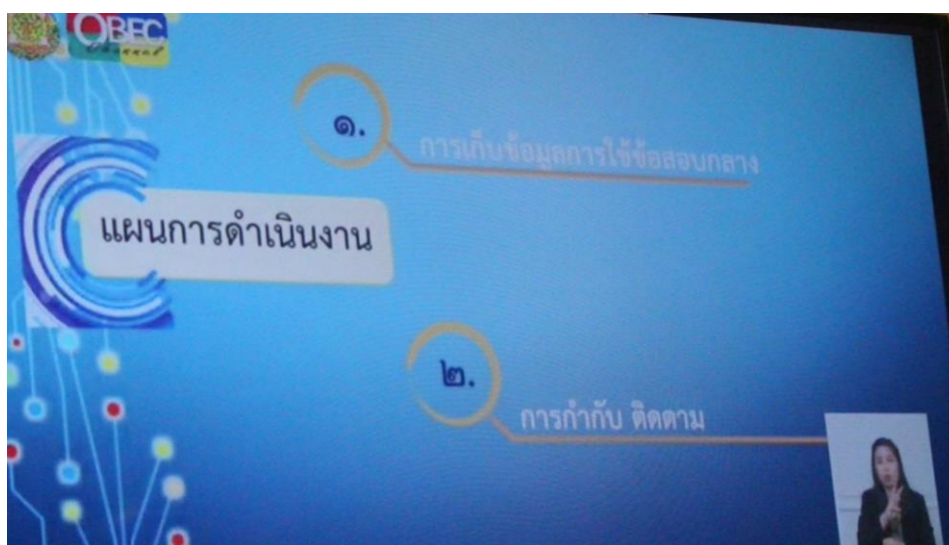 OBEC
Channel
๑.
การเก็บข้อมูลการใช้ข้อสอบกลาง
แผนการดำเนินงาน
๒.
การกำกับ ติดตาม